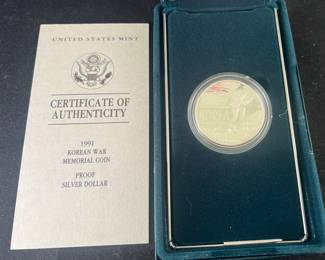 UNITED STATES MINT
CERTIFICATE OF
AUTHENTICITY
1991
KOREAN WAR
MEMORIAL COIN
PROOF
SILVER DOLLAR